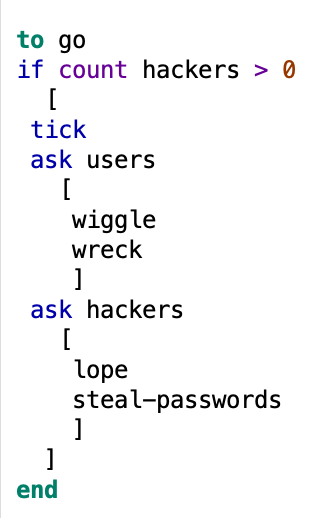 to go
if count hackers > 0
[
tick
ask users
[
wiggle
wreck
]
ask hackers
[
lope
steal-passwords
]
]
end